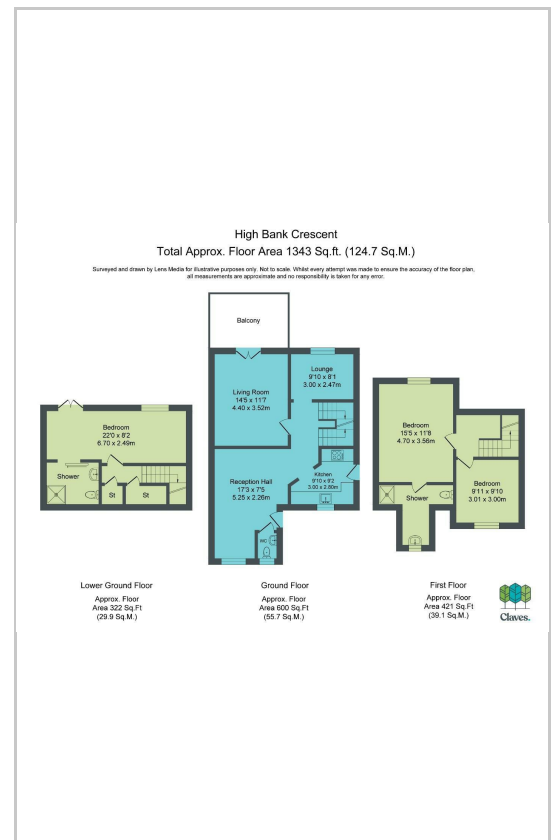 High Bank Crescent
Total Approx. Floor Area 1343 Sq.ft. (124.7 Sq.M.)
Surveyed and drawn by Lens Media for illustrative purposes only. Not to scale. Whilst every attempt was made to ensure the accuracy of the floor plan,
all measurements are approximate and no responsibility is taken for any error.
Balcony
Living Room
14'5 x 11'7
4.40 x 3.52m
Lounge
9'10 x 8'1
3.00 x 2.47m
Reception Hall
17'3 x 7'5
5.25 x 2.26m
Kitchen
9'10 x 9'2
3.00 x 2.80m
WC
Bedroom
22'0 x 8'2
6.70 x 2.49m
Shower
St
St
Bedroom
15'5 x 11'8
4.70 x 3.56m
Bedroom
9'11 x 9'10
3.01 x 3.00m
Shower
Lower Ground Floor
Approx. Floor
Area 322 Sq.Ft
(29.9 Sq.M.)
Ground Floor
Approx. Floor
Area 600 Sq.Ft
(55.7 Sq.M.)
First Floor
Approx. Floor
Area 421 Sq.Ft
(39.1 Sq.M.)
Claves.